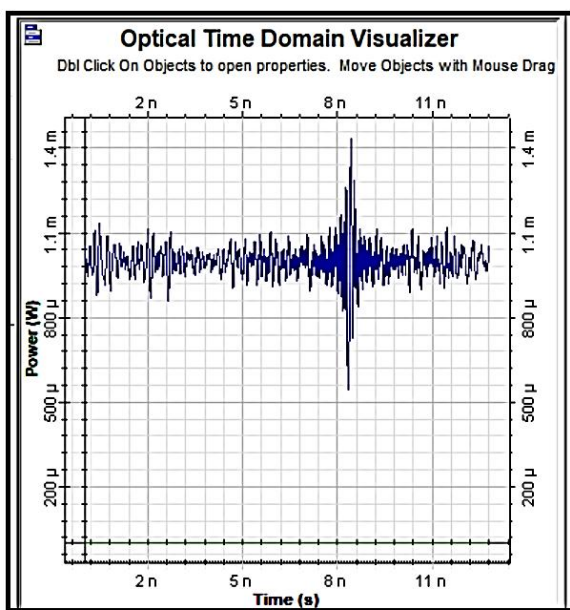 Optical Time Domain Visualizer
Dbl Click On Objects to open properties. Move Objects with Mouse Drag
2 n 5 n 8 n 11 n
1.4 m 1.4 m
1.1 m 1.1 m
800 µ 800 µ
500 µ 500 µ
200 µ 200 µ
Power (W)
2 n 5 n 8 n 11 n
Time (s)